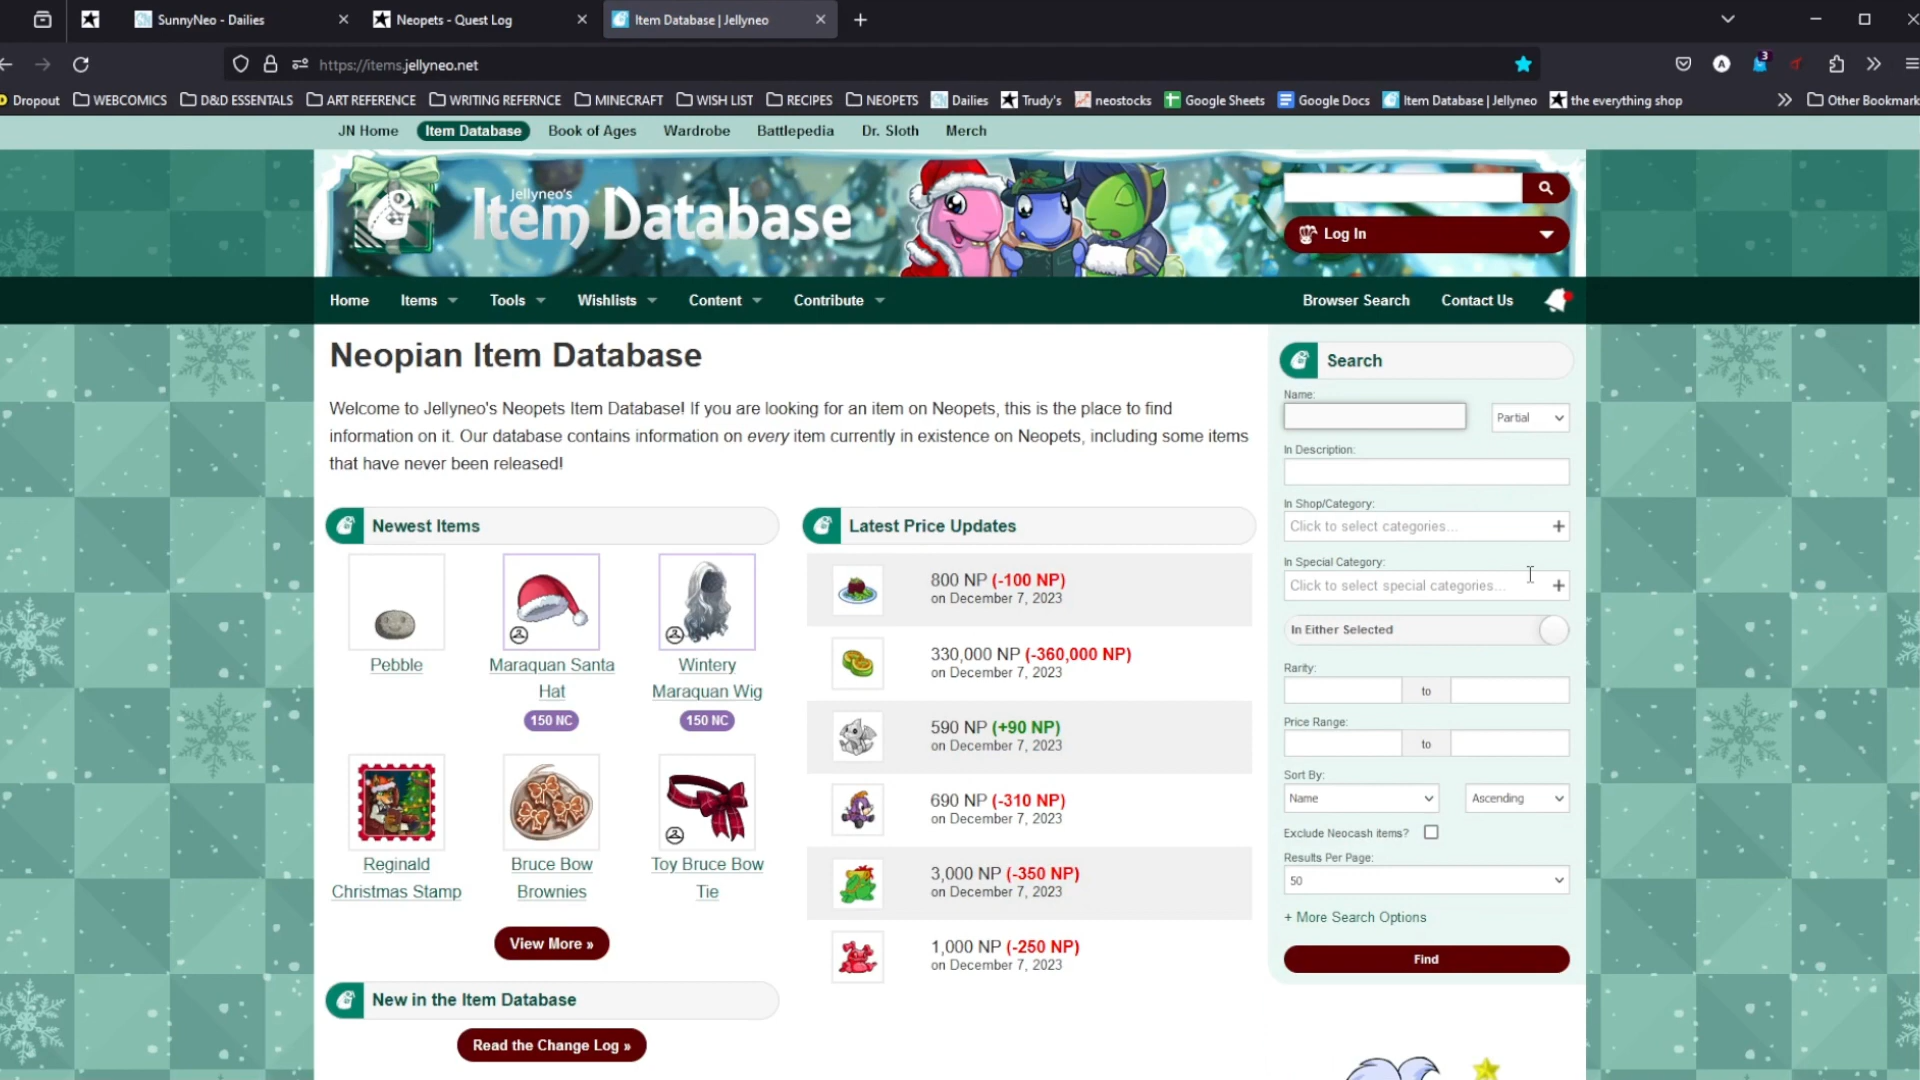 SunnyNeo - Dailies
Neopets - Quest Log
Item Database | Jellyneo
https://items.jellyneo.net
3
Dropout WEBCOMICS D&D ESSENTALS ART REFERENCE WRITING REFERNCE MINECRAFT WISH LIST RECIPES NEOPETS Dailies Trudy's neostocks Google Sheets Google Docs Item Database | Jellyneo the everything shop Other Bookmark
JN Home Item Database Book of Ages Wardrobe Battlepedia Dr. Sloth Merch
Jellyneo's
Item Database
Log In
Home Items Tools Wishlists Content Contribute Browser Search Contact Us
Neopian Item Database
Welcome to Jellyneo's Neopets Item Database! If you are looking for an item on Neopets, this is the place to find
information on it. Our database contains information on every item currently in existence on Neopets, including some items
that have never been released!
Newest Items
Pebble
Maraquan Santa
Hat
150 NC
Wintery
Maraquan Wig
150 NC
Reginald
Christmas Stamp
Bruce Bow
Brownies
Toy Bruce Bow
Tie
View More »
New in the Item Database
Read the Change Log »
Latest Price Updates
800 NP (-100 NP)
on December 7, 2023
330,000 NP (-360,000 NP)
on December 7, 2023
590 NP (+90 NP)
on December 7, 2023
690 NP (-310 NP)
on December 7, 2023
3,000 NP (-350 NP)
on December 7, 2023
1,000 NP (-250 NP)
on December 7, 2023
Search
Name:
Partial
In Description:
In Shop/Category:
Click to select categories... +
In Special Category:
Click to select special categories... +
In Either Selected
Rarity:
to
Price Range:
to
Sort By:
Name Ascending
Exclude Neocash items?
Results Per Page:
50
+ More Search Options
Find